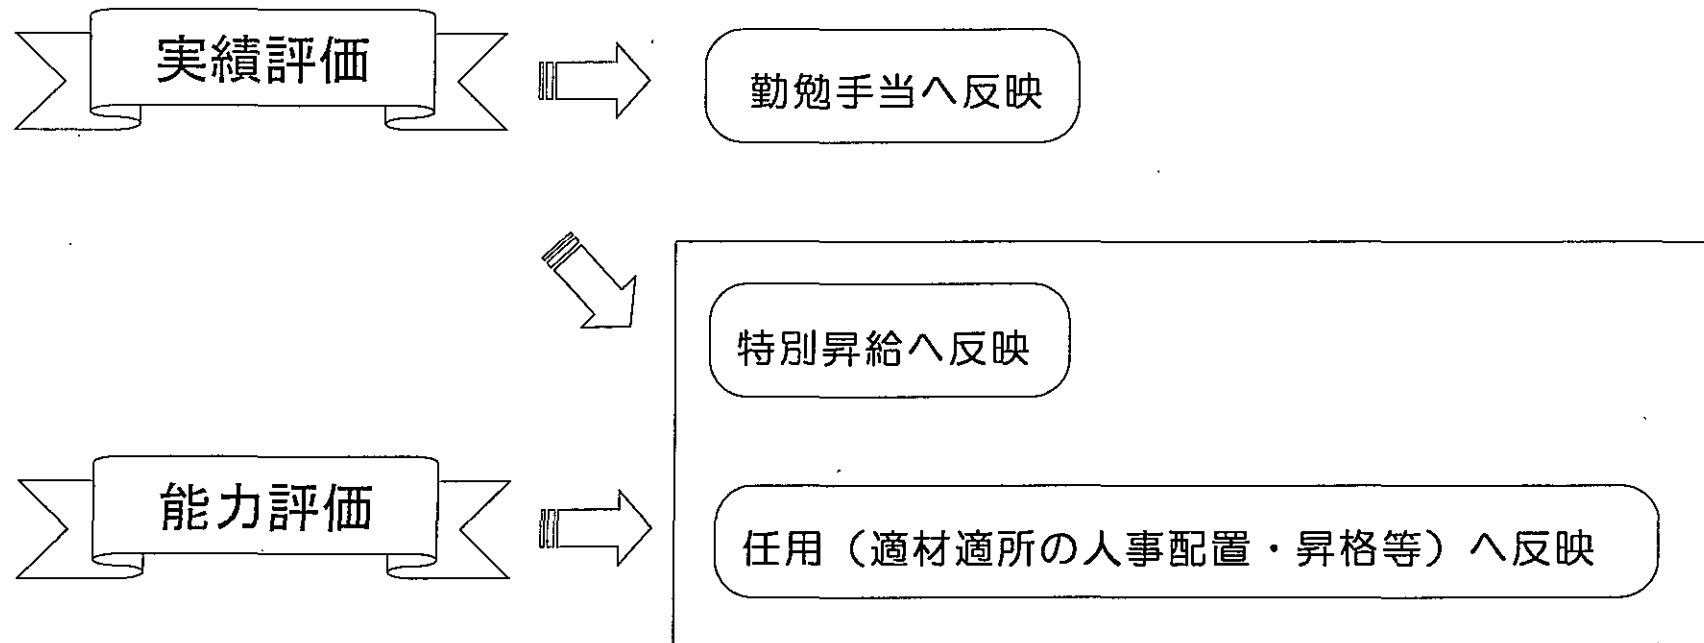 実績評価
勤勉手当へ反映
特別昇給へ反映
能力評価
任用（適材適所の人事配置・昇格等）へ反映